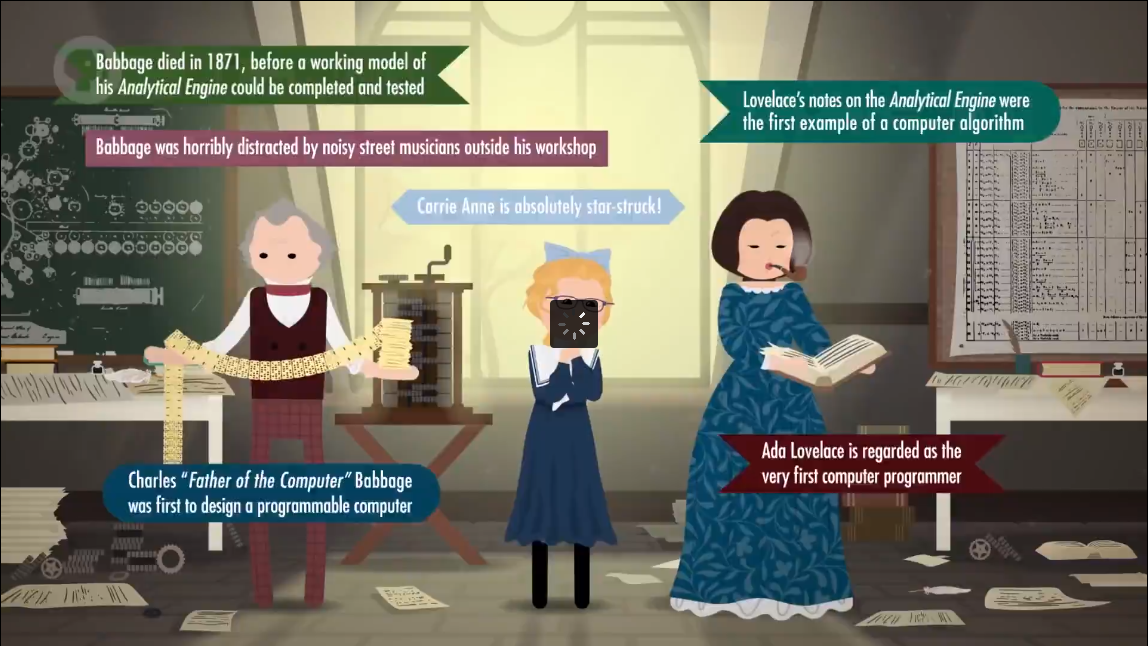 Babbage died in 1871, before a working model of
his Analytical Engine could be completed and tested
Babbage was horribly distracted by noisy street musicians outside his workshop
Carrie Anne is absolutely star-struck!
Lovelace's notes on the Analytical Engine were
the first example of a computer algorithm
Charles "Father of the Computer" Babbage
was first to design a programmable computer
Ada Lovelace is regarded as the
very first computer programmer